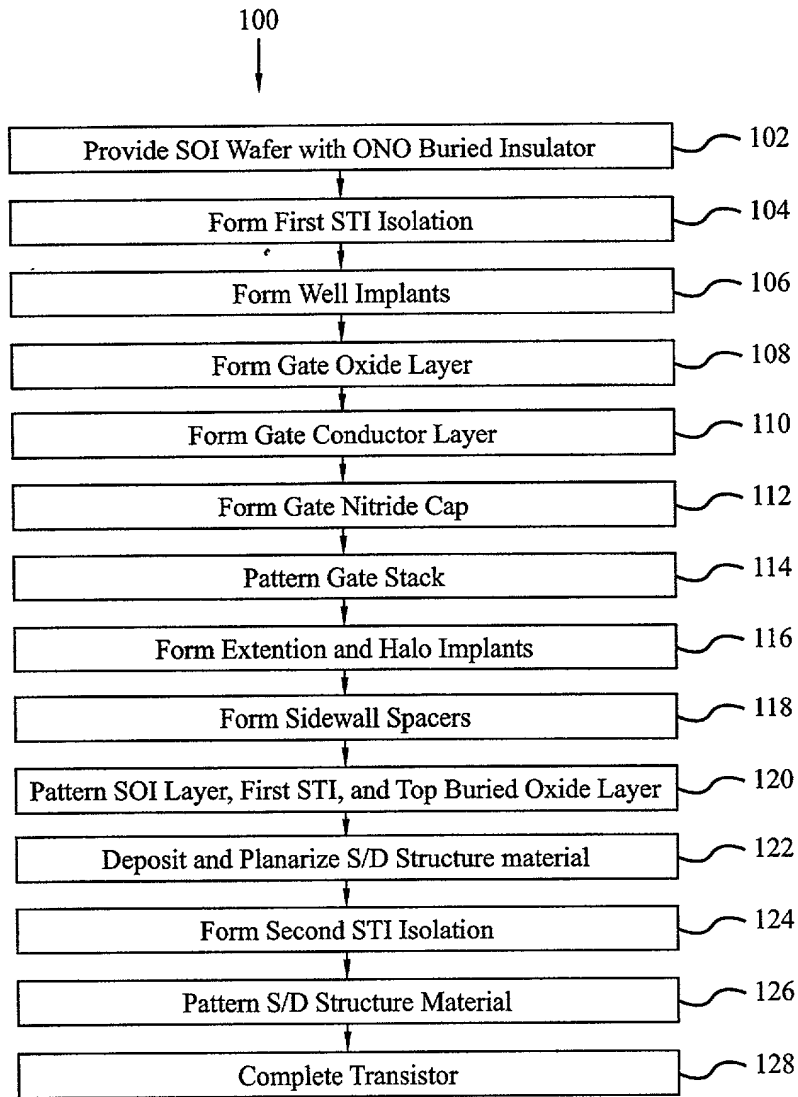 100
Provide SOI Wafer with ONO Buried Insulator 102
Form First STI Isolation 104
Form Well Implants 106
Form Gate Oxide Layer 108
Form Gate Conductor Layer 110
Form Gate Nitride Cap 112
Pattern Gate Stack 114
Form Extention and Halo Implants 116
Form Sidewall Spacers 118
Pattern SOI Layer, First STI, and Top Buried Oxide Layer 120
Deposit and Planarize S/D Structure material 122
Form Second STI Isolation 124
Pattern S/D Structure Material 126
Complete Transistor 128